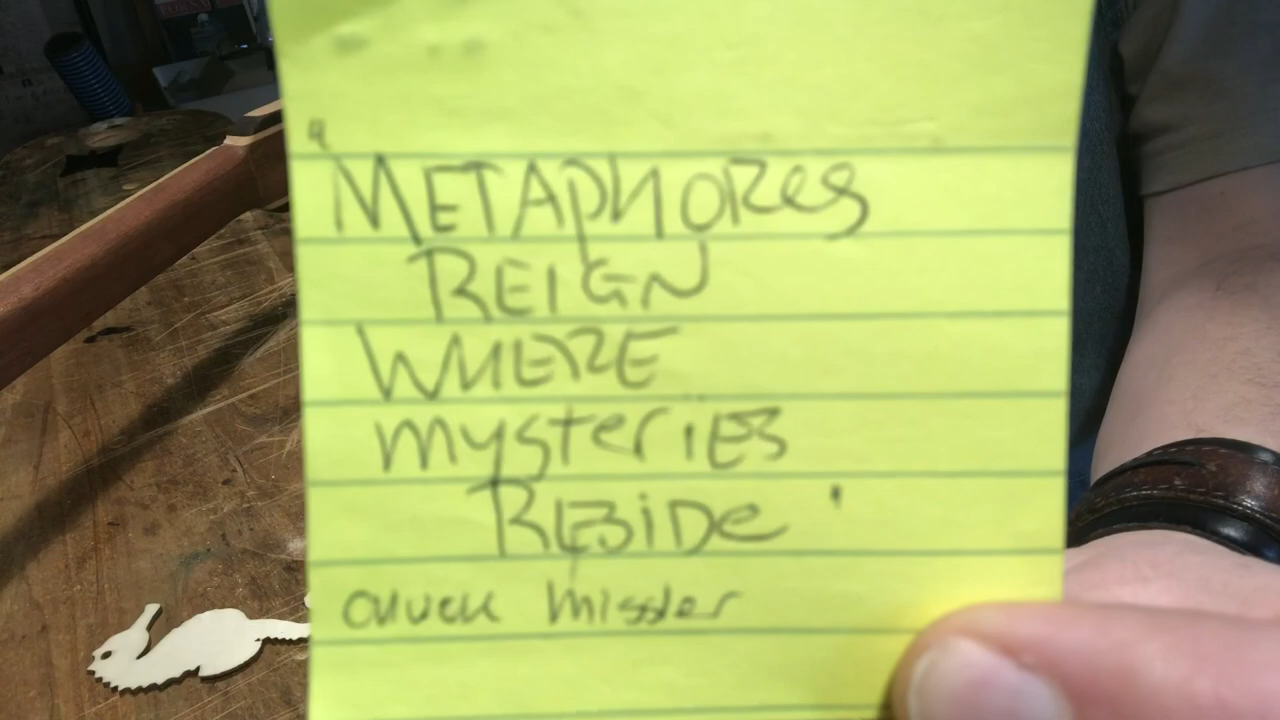 "METAPHORES
REIGN
WHERE
mysteries
RESIDE'
chuck missler